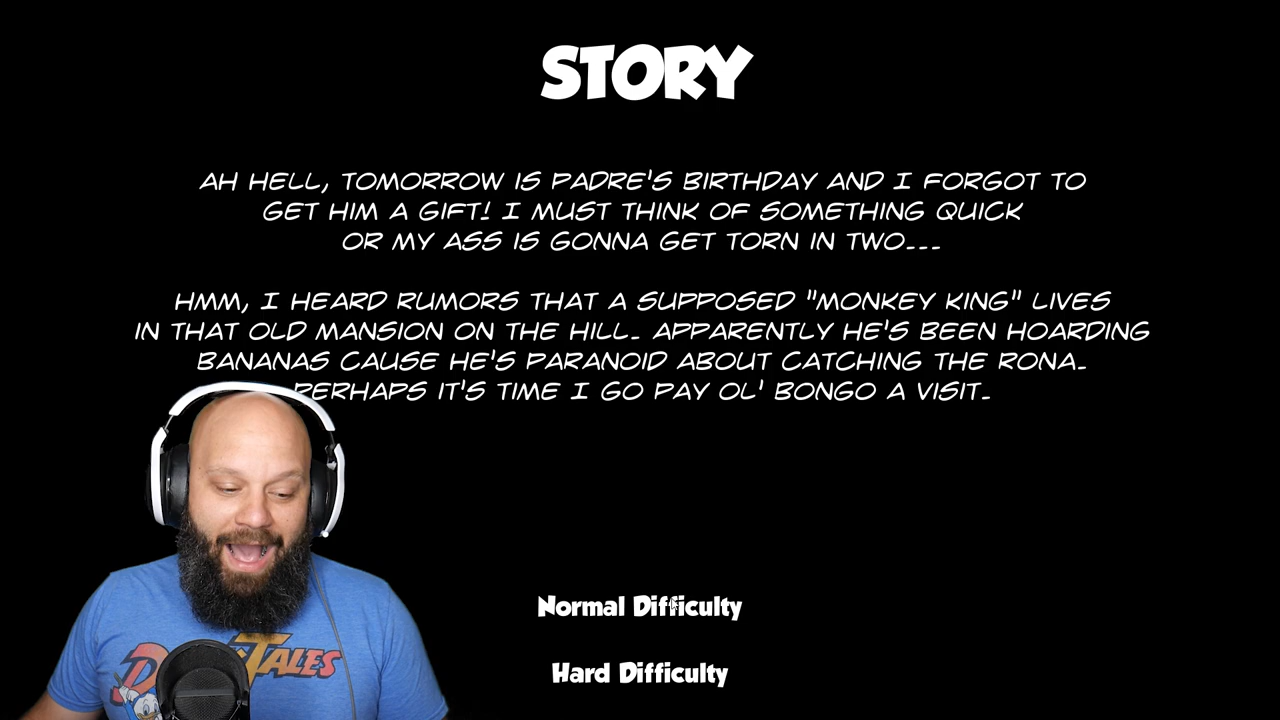 STORY
AH HELL, TOMORROW IS PADRE'S BIRTHDAY AND I FORGOT TO
GET HIM A GIFT! I MUST THINK OF SOMETHING QUICK
OR MY ASS IS GONNA GET TORN IN TWO...
HMM, I HEARD RUMORS THAT A SUPPOSED "MONKEY KING" LIVES
IN THAT OLD MANSION ON THE HILL. APPARENTLY HE'S BEEN HOARDING
BANANAS CAUSE HE'S PARANOID ABOUT CATCHING THE RONA.
PERHAPS IT'S TIME I GO PAY OL' BONGO A VISIT.
Normal Difficulty
Hard Difficulty
TALES